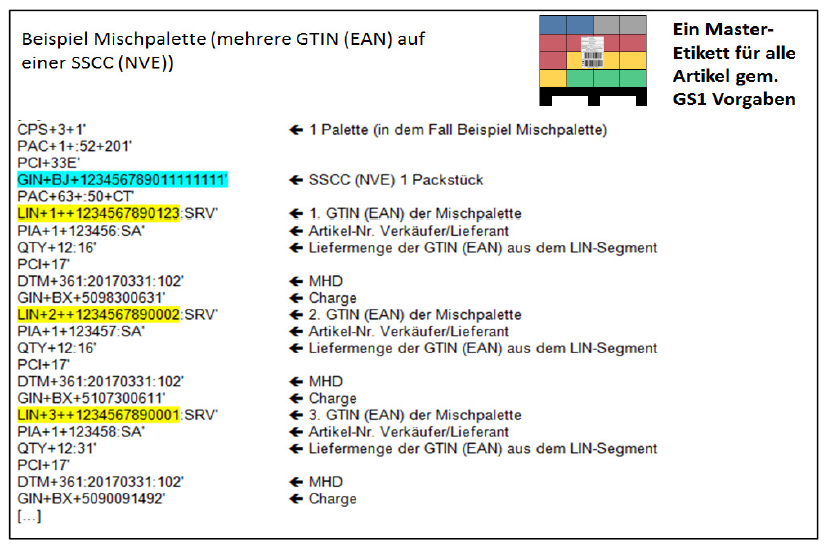 Beispiel Mischpalette (mehrere GTIN (EAN) auf
einer SSCC (NVE))
Ein Master-
Etikett für alle
Artikel gem.
GS1 Vorgaben
CPS+3+1' ← 1 Palette (in dem Fall Beispiel Mischpalette)
PAC+1+:52+201'
PCI+33E'
GIN+BJ+123456789011111111' ← SSCC (NVE) 1 Packstück
PAC+63+:50+CT'
LIN+1++1234567890123:SRV' ← 1. GTIN (EAN) der Mischpalette
PIA+1+123456:SA' ← Artikel-Nr. Verkäufer/Lieferant
QTY+12:16' ← Liefermenge der GTIN (EAN) aus dem LIN-Segment
PCI+17'
DTM+361:20170331:102' ← MHD
GIN+BX+5098300631' ← Charge
LIN+2++1234567890002:SRV' ← 2. GTIN (EAN) der Mischpalette
PIA+1+123457:SA' ← Artikel-Nr. Verkäufer/Lieferant
QTY+12:16' ← Liefermenge der GTIN (EAN) aus dem LIN-Segment
PCI+17'
DTM+361:20170331:102' ← MHD
GIN+BX+5107300611' ← Charge
LIN+3++1234567890001:SRV' ← 3. GTIN (EAN) der Mischpalette
PIA+1+123458:SA' ← Artikel-Nr. Verkäufer/Lieferant
QTY+12:31' ← Liefermenge der GTIN (EAN) aus dem LIN-Segment
PCI+17'
DTM+361:20170331:102' ← MHD
GIN+BX+5090091492' ← Charge
[...]